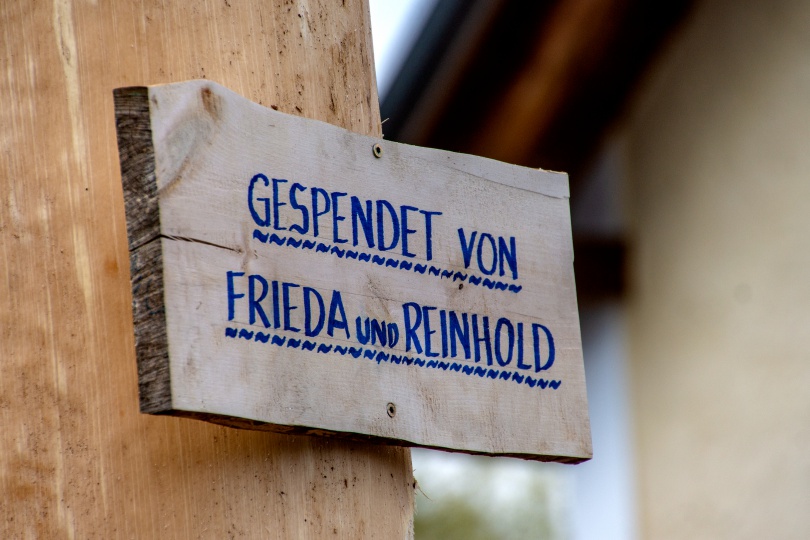 GESPENDET VON
FRIEDA UND REINHOLD